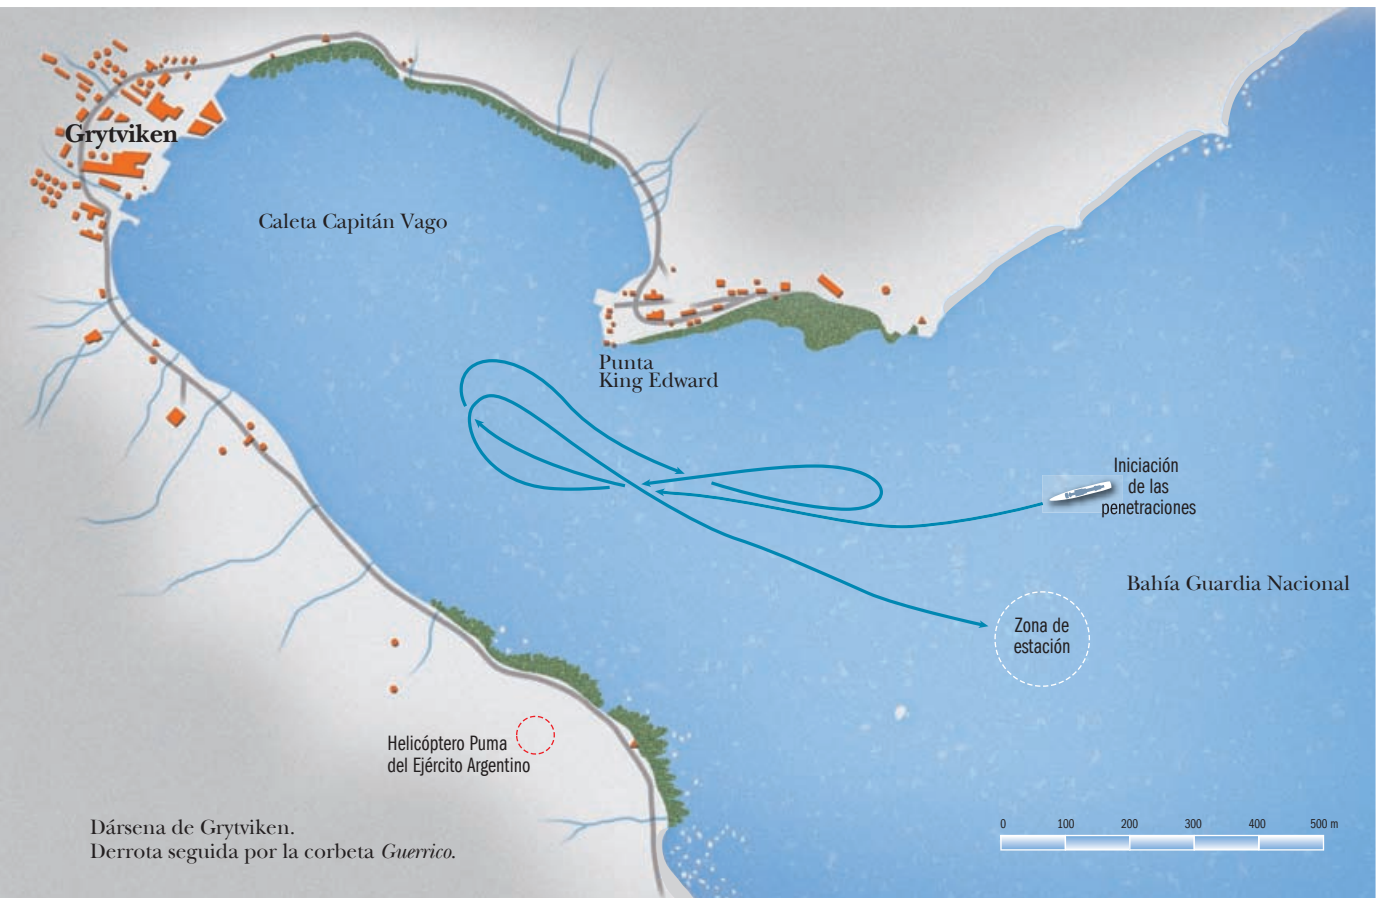 Grytviken
Caleta Capitán Vago
Punta
King Edward
Iniciación
de las
penetraciones
Bahía Guardia Nacional
Zona de
estación
Helicóptero Puma
del Ejército Argentino
0 100 200 300 400 500 m
Dársena de Grytviken.
Derrota seguida por la corbeta Guerrico.